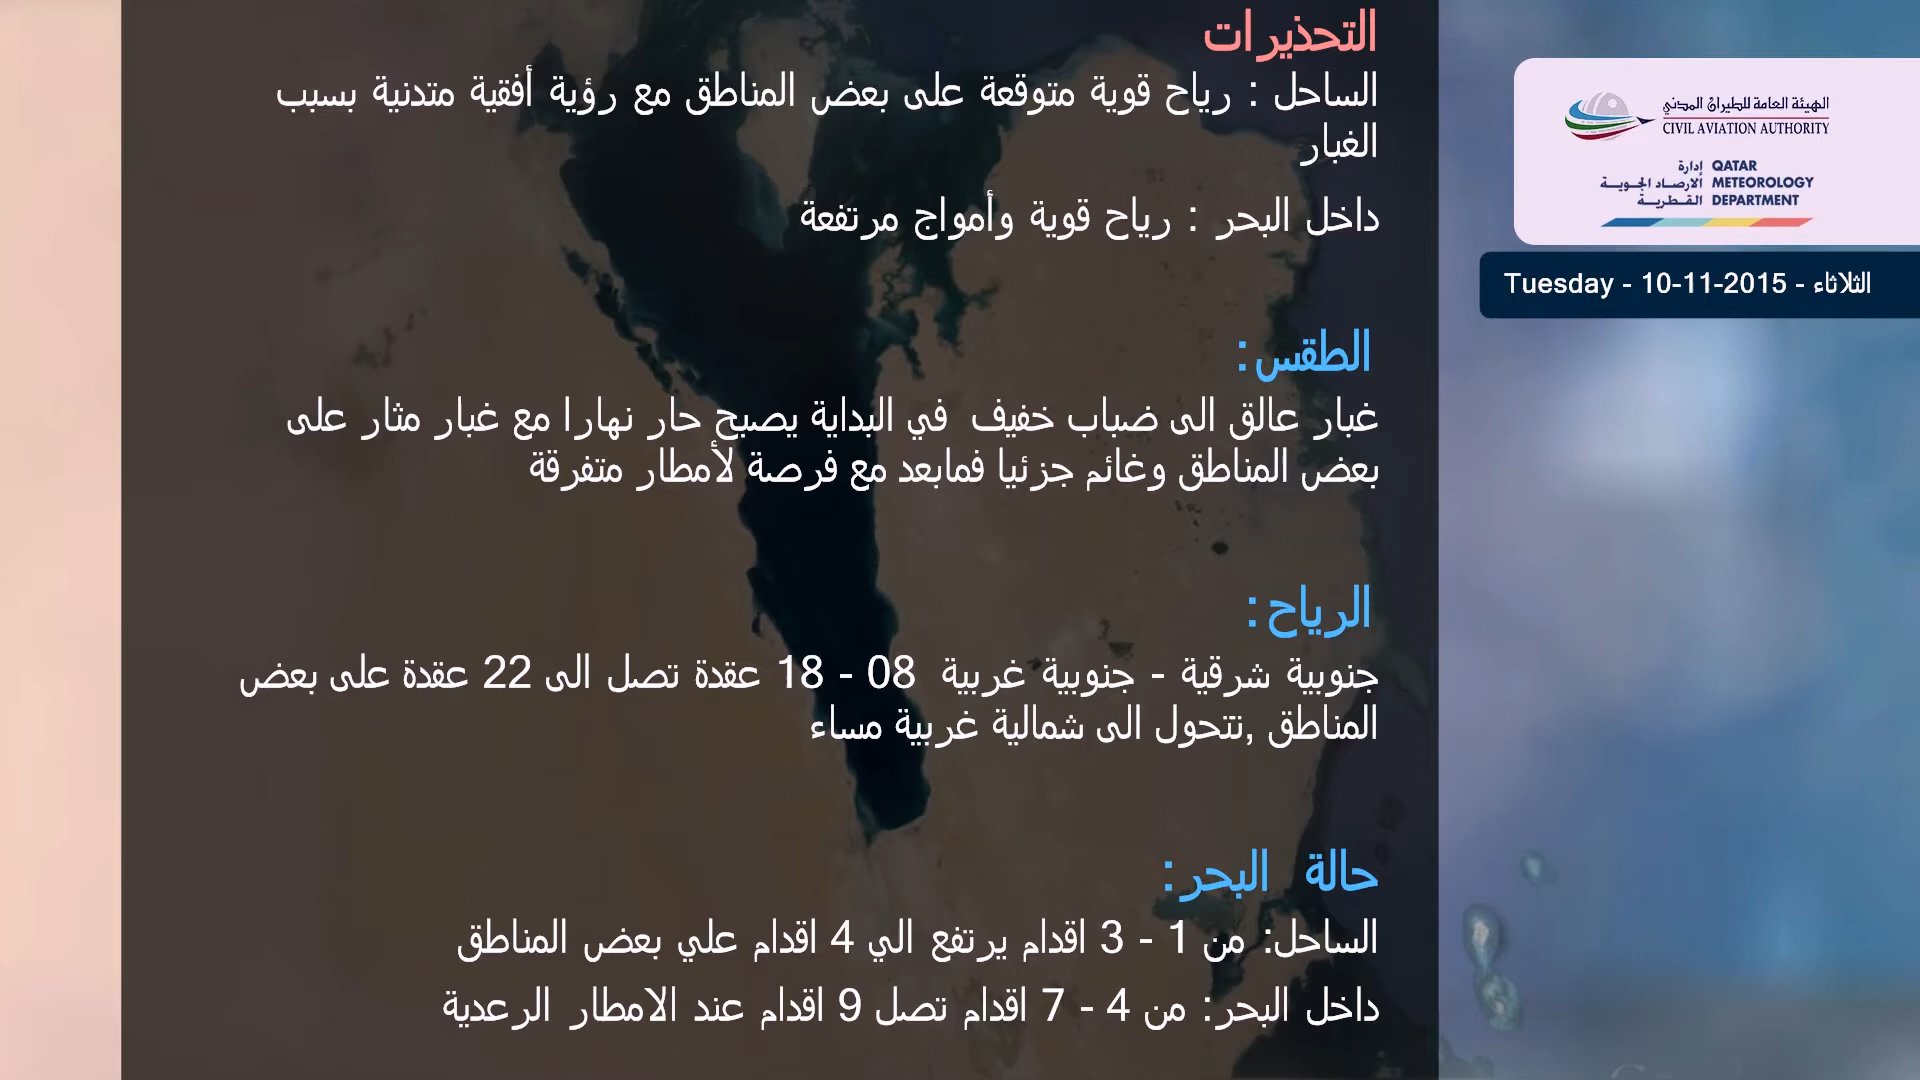 التحذيرات
الساحل : رياح قوية متوقعة على بعض المناطق مع رؤية أفقية متدنية بسبب
الغبار
داخل البحر : رياح قوية وأمواج مرتفعة
الطقس:
غبار عالق الى ضباب خفيف في البداية يصبح حار نهارا مع غبار مثار على
بعض المناطق وغائم جزئيا فمابعد مع فرصة لأمطار متفرقة
الرياح:
جنوبية شرقية - جنوبية غربية 08 - 18 عقدة تصل الى 22 عقدة على بعض
المناطق ,تتحول الى شمالية غربية مساء
حالة البحر:
الساحل: من 1 - 3 اقدام يرتفع الي 4 اقدام علي بعض المناطق
داخل البحر: من 4 - 7 اقدام تصل 9 اقدام عند الامطار الرعدية
الهيئة العامة للطيران المدني
CIVIL AVIATION AUTHORITY
إدارة QATAR
الارصاد الجوية METEOROLOGY
القطرية DEPARTMENT
Tuesday - 10-11-2015 - الثلاثاء